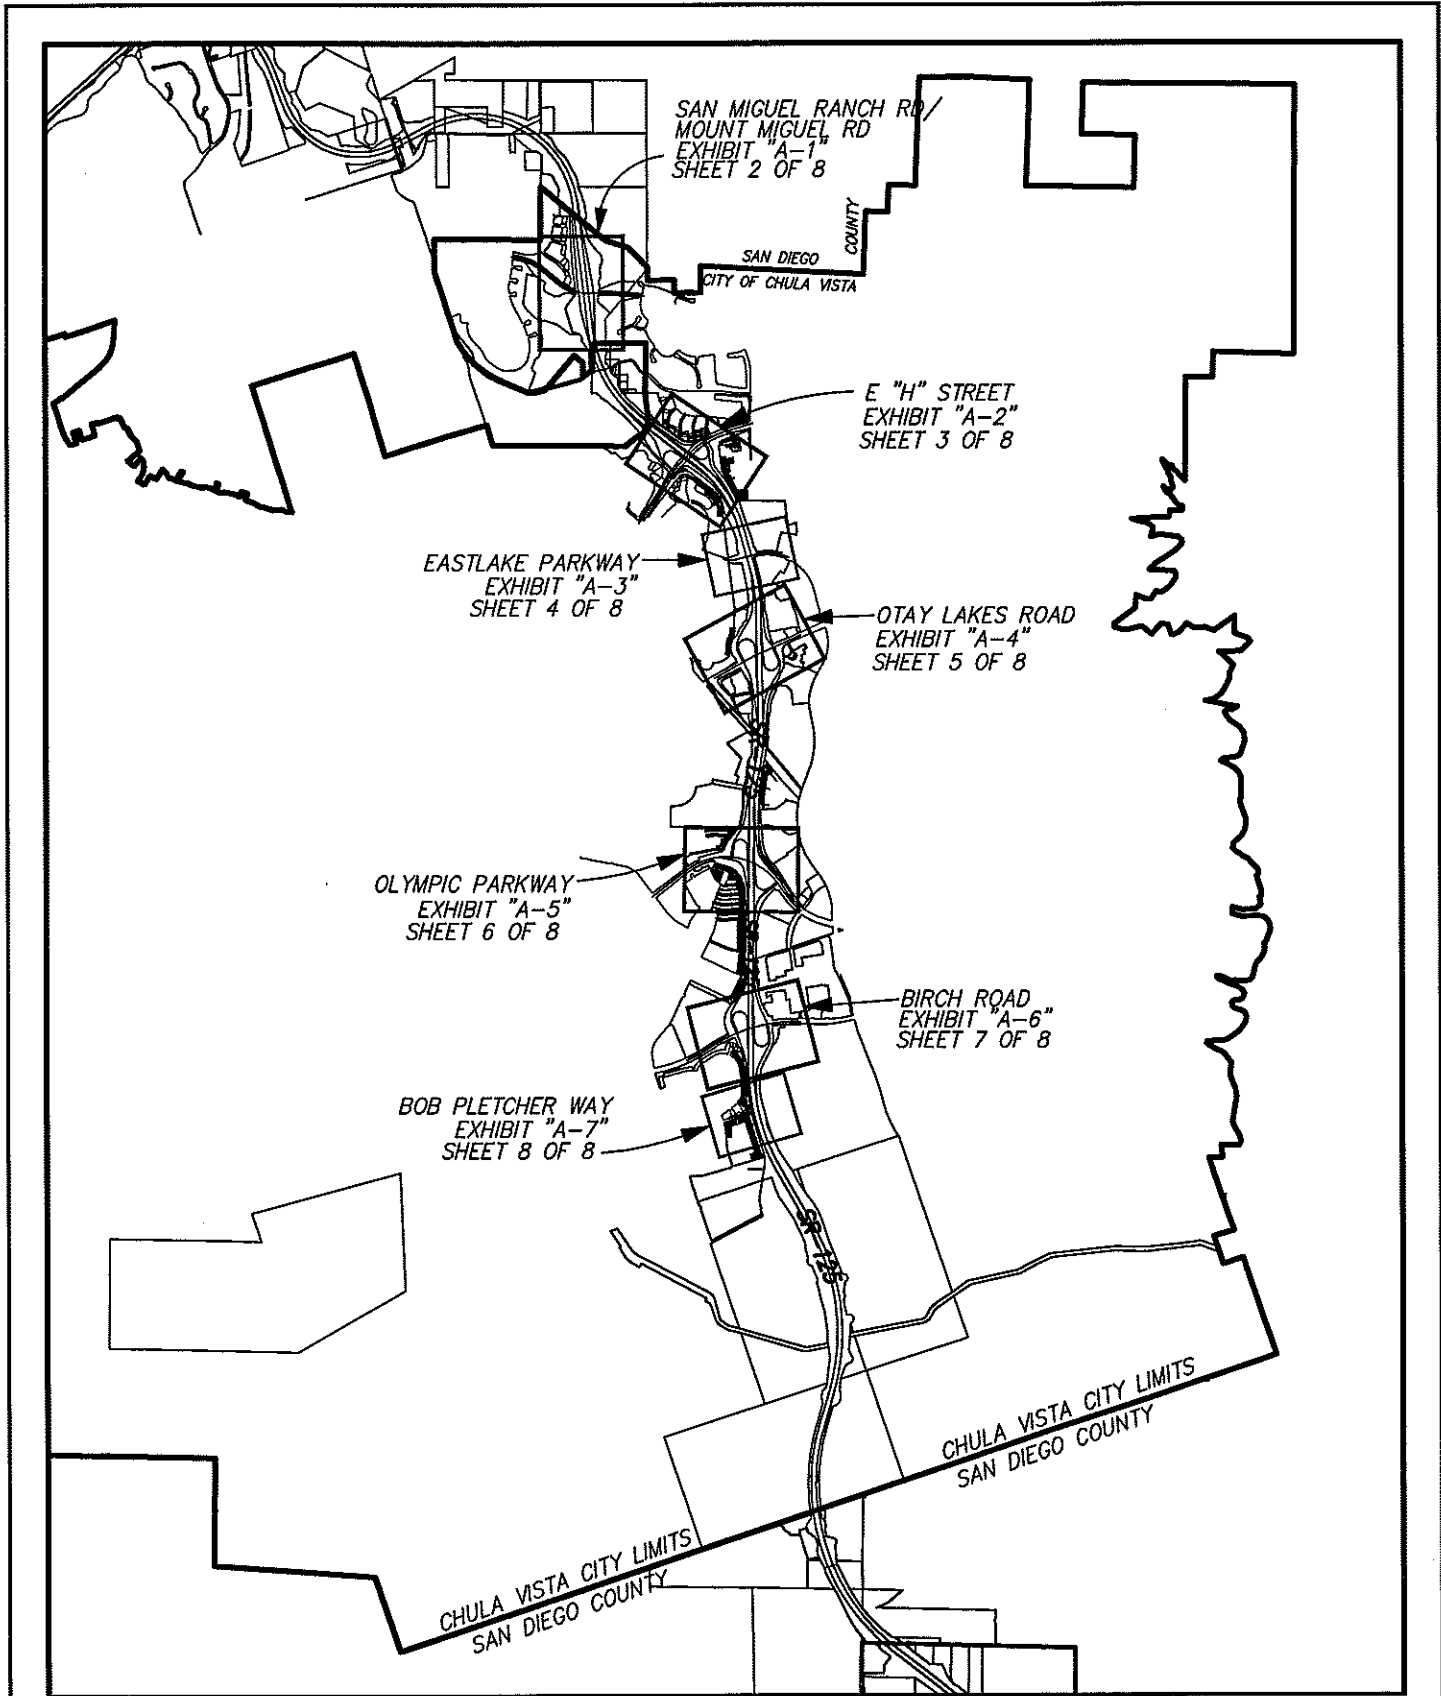 SAN MIGUEL RANCH RD/
MOUNT MIGUEL RD
EXHIBIT "A-1"
SHEET 2 OF 8
COUNTY
SAN DIEGO
CITY OF CHULA VISTA
E "H" STREET
EXHIBIT "A-2"
SHEET 3 OF 8
EASTLAKE PARKWAY
EXHIBIT "A-3"
SHEET 4 OF 8
OTAY LAKES ROAD
EXHIBIT "A-4"
SHEET 5 OF 8
SR-125
OLYMPIC PARKWAY
EXHIBIT "A-5"
SHEET 6 OF 8
BIRCH ROAD
EXHIBIT "A-6"
SHEET 7 OF 8
BOB PLETCHER WAY
EXHIBIT "A-7"
SHEET 8 OF 8
SR-125
CHULA VISTA CITY LIMITS
SAN DIEGO COUNTY
CHULA VISTA CITY LIMITS
SAN DIEGO COUNTY